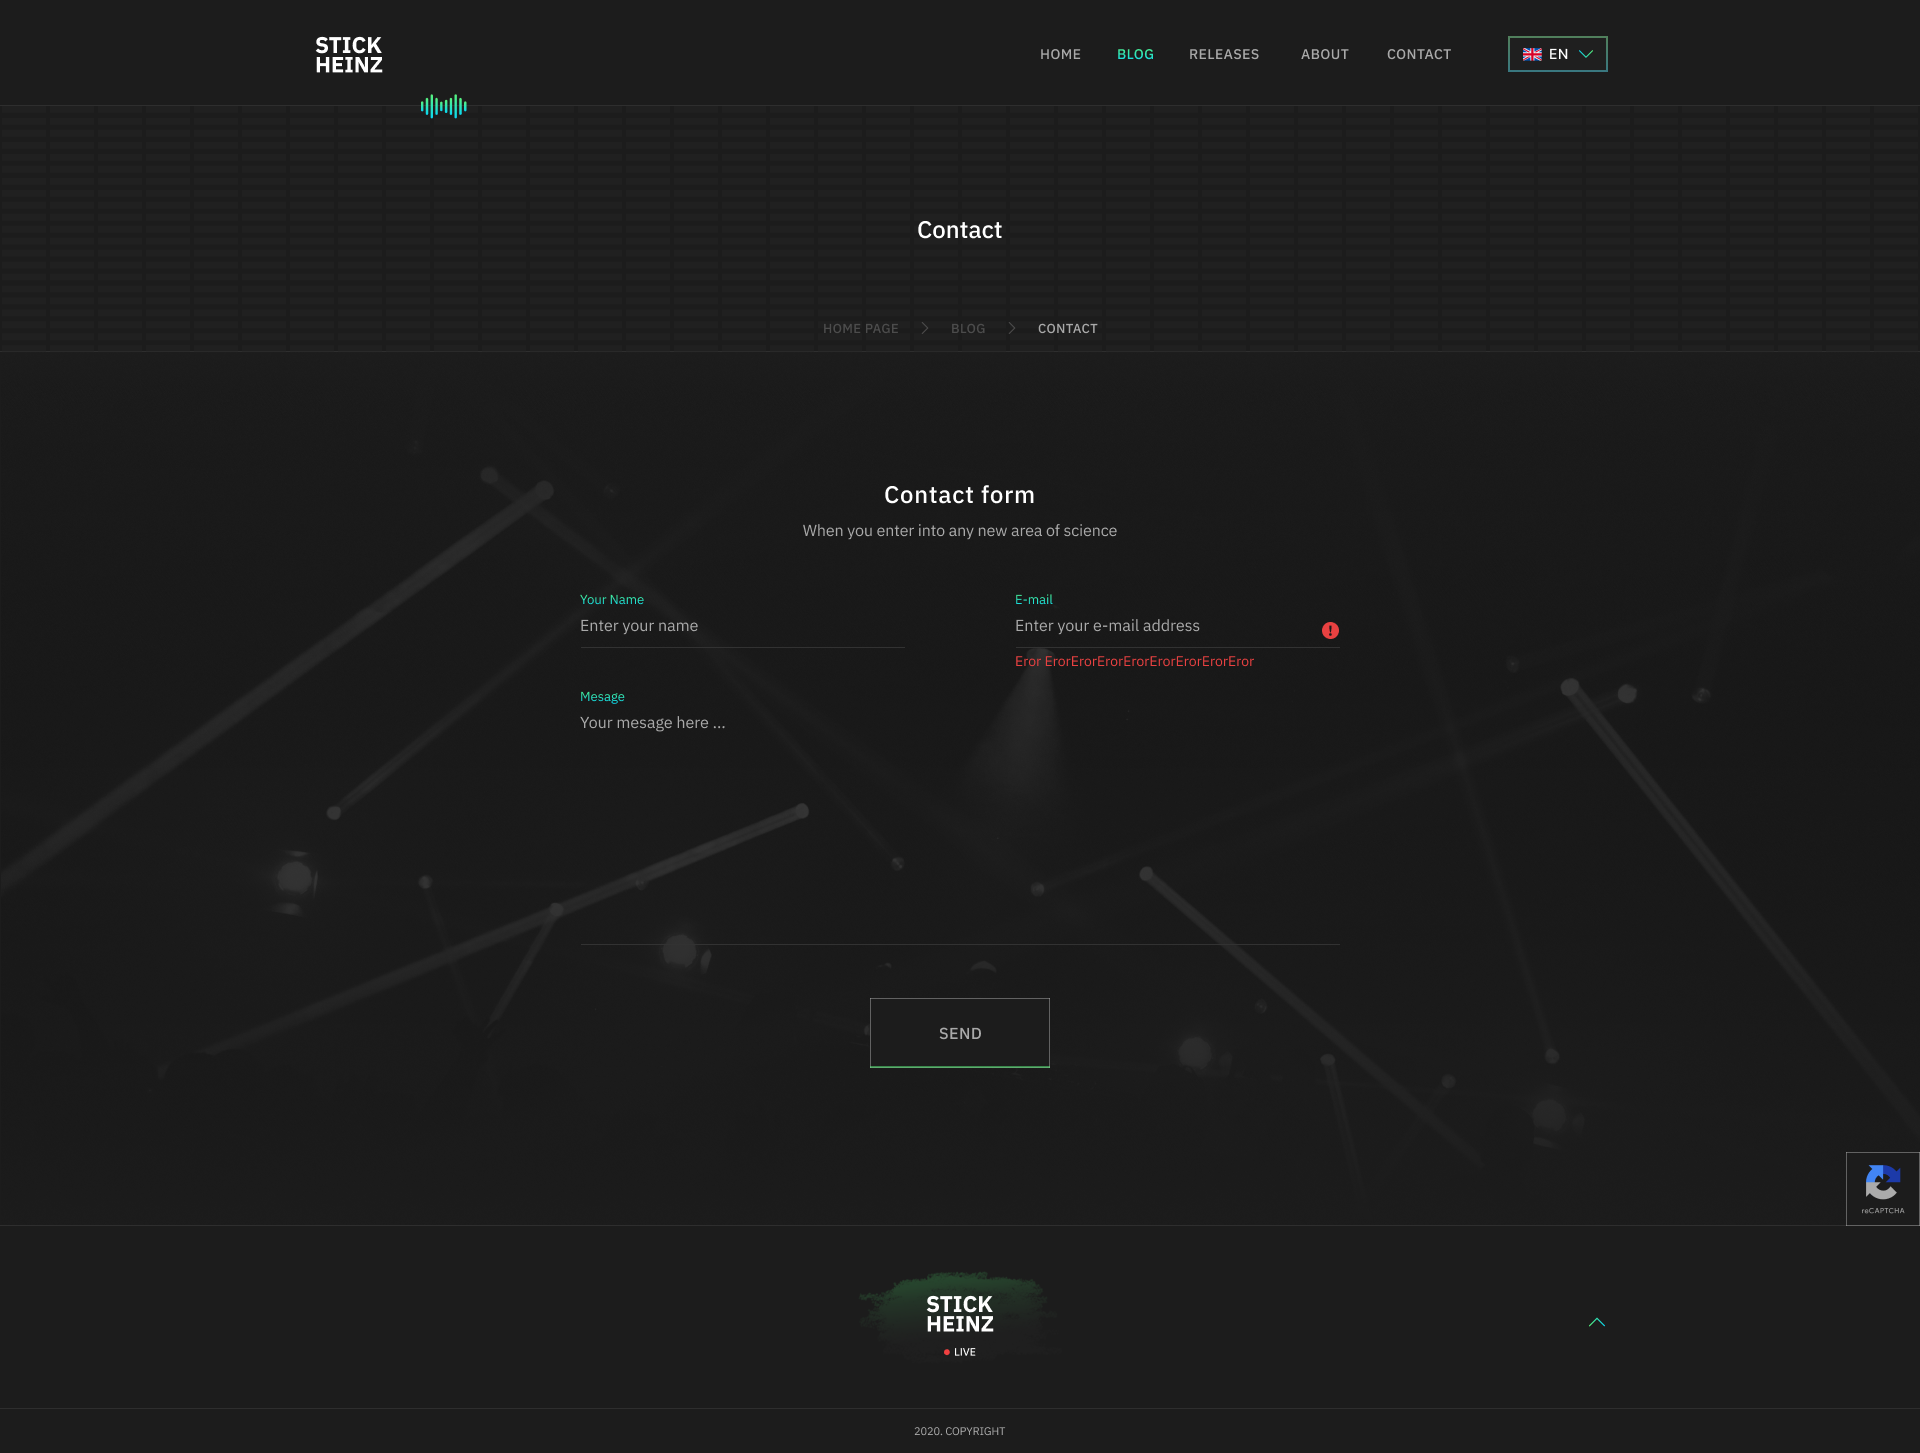 STICK
HEINZ
HOME BLOG RELEASES ABOUT CONTACT EN
Contact
HOME PAGE BLOG CONTACT
Contact form
When you enter into any new area of science
Your Name
Enter your name
E-mail
Enter your e-mail address
Eror ErorErorErorErorErorErorErorEror
Mesage
Your mesage here ...
SEND
reCAPTCHA
STICK
HEINZ
LIVE
2020. COPYRIGHT